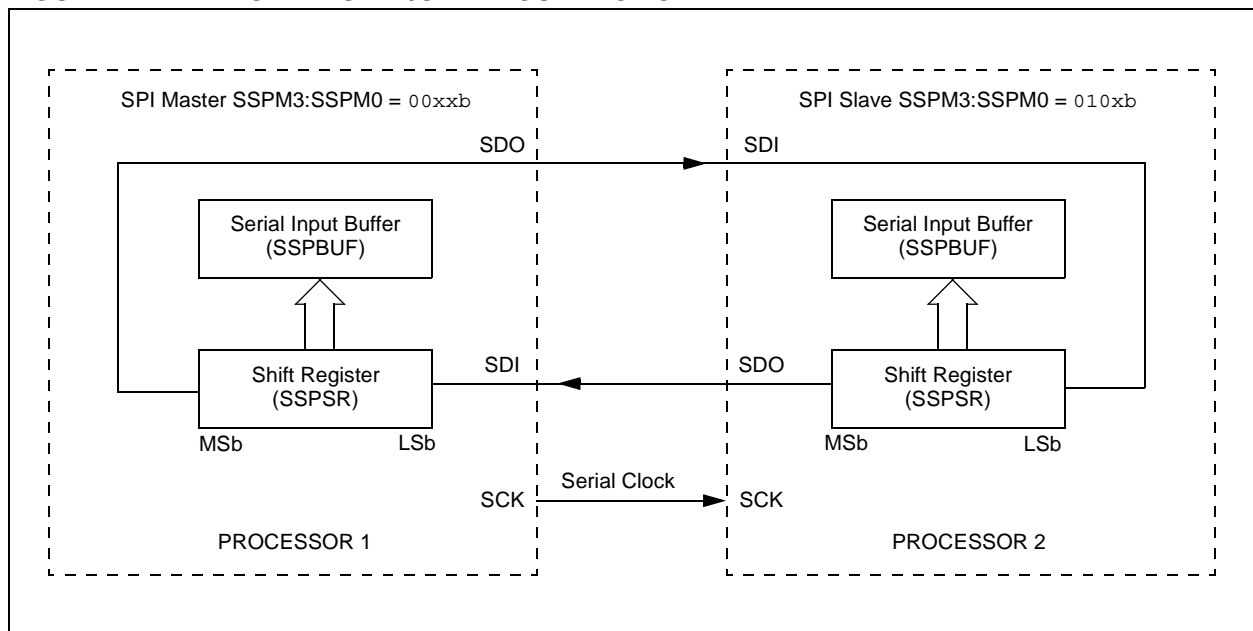 SPI Master SSPM3:SSPM0 = 00xxb
SPI Slave SSPM3:SSPM0 = 010xb
SDO
SDI
Serial Input Buffer
(SSPBUF)
Serial Input Buffer
(SSPBUF)
SDI
SDO
Shift Register
(SSPSR)
Shift Register
(SSPSR)
MSb
LSb
MSb
LSb
Serial Clock
SCK
SCK
PROCESSOR 1
PROCESSOR 2